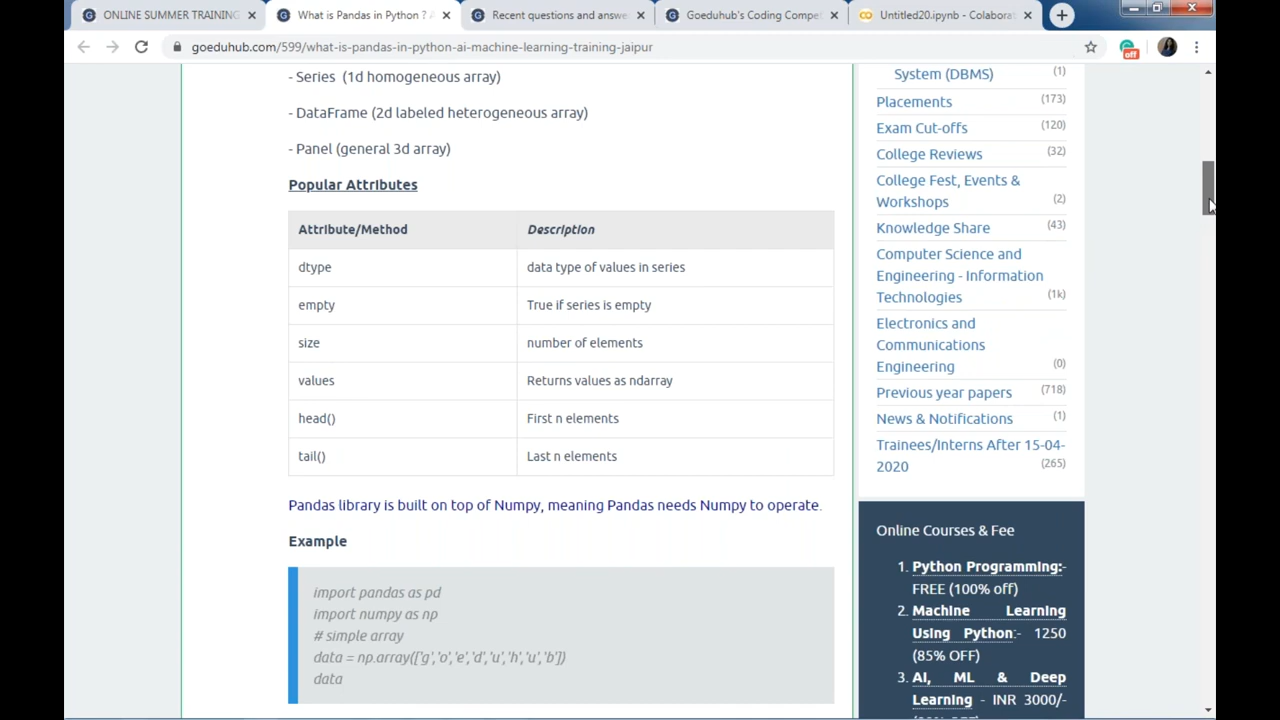 ONLINE SUMMER TRAINING
What is Pandas in Python ? A
Recent questions and answe
Goeduhub's Coding Compe
Untitled20.ipynb - Colaborat
goeduhub.com/599/what-is-pandas-in-python-ai-machine-learning-training-jaipur
off
- Series (1d homogeneous array)
- DataFrame (2d labeled heterogeneous array)
- Panel (general 3d array)
Popular Attributes
Attribute/Method Description
dtype data type of values in series
empty True if series is empty
size number of elements
values Returns values as ndarray
head() First n elements
tail() Last n elements
Pandas library is built on top of Numpy, meaning Pandas needs Numpy to operate.
Example
import pandas as pd
import numpy as np
# simple array
data = np.array(['g','o','e','d','u','h','u','b'])
data
System (DBMS) (1)
Placements (173)
Exam Cut-offs (120)
College Reviews (32)
College Fest, Events &
Workshops (2)
Knowledge Share (43)
Computer Science and
Engineering - Information
Technologies (1k)
Electronics and
Communications
Engineering (0)
Previous year papers (718)
News & Notifications (1)
Trainees/Interns After 15-04-
2020 (265)
Online Courses & Fee
1. Python Programming:-
FREE (100% off)
2. Machine Learning
Using Python:- 1250
(85% OFF)
3. AI, ML & Deep
Learning - INR 3000/-